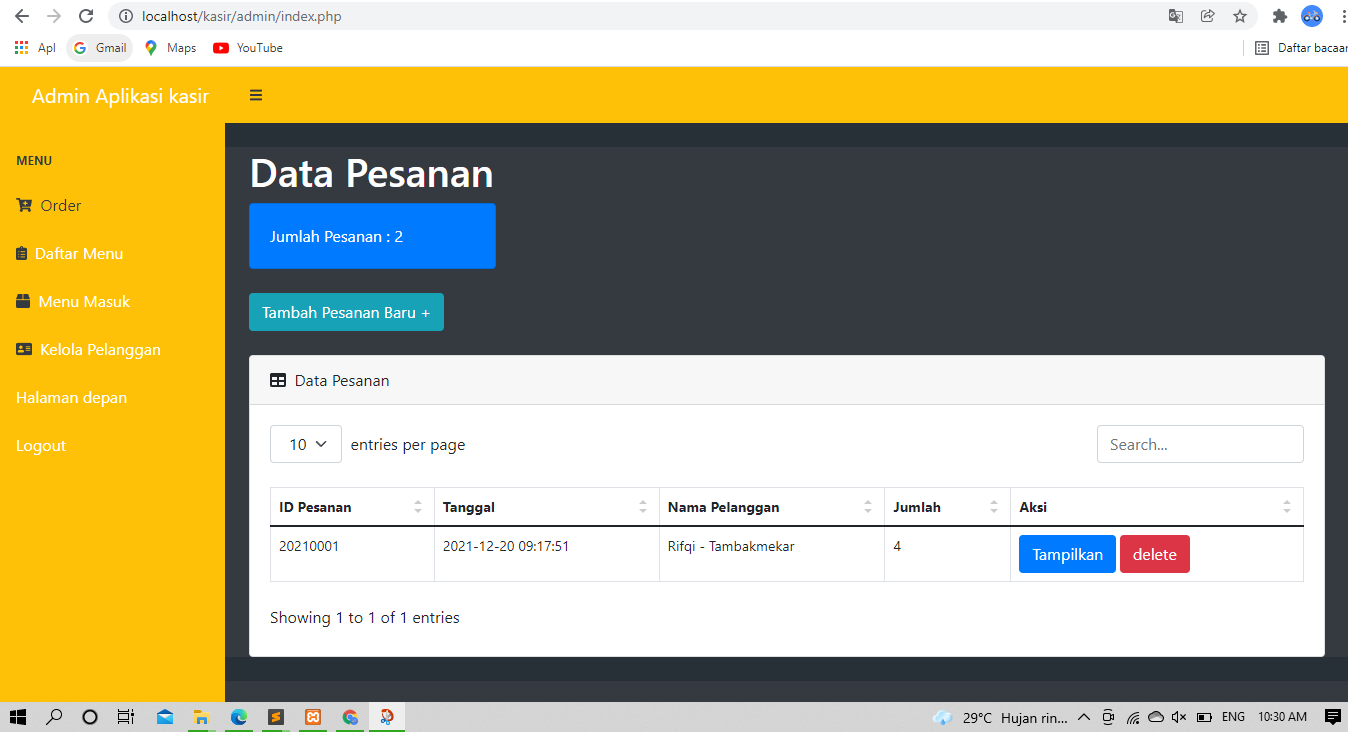 localhost/kasir/admin/index.php
Apl Gmail Maps YouTube Daftar bacaan
Admin Aplikasi kasir
MENU
Order
Daftar Menu
Menu Masuk
Kelola Pelanggan
Halaman depan
Logout
Data Pesanan
Jumlah Pesanan : 2
Tambah Pesanan Baru +
Data Pesanan
10 entries per page Search...
ID Pesanan Tanggal Nama Pelanggan Jumlah Aksi
20210001 2021-12-20 09:17:51 Rifqi - Tambakmekar 4 Tampilkan delete
Showing 1 to 1 of 1 entries
29°C Hujan rin... ENG 10:30 AM